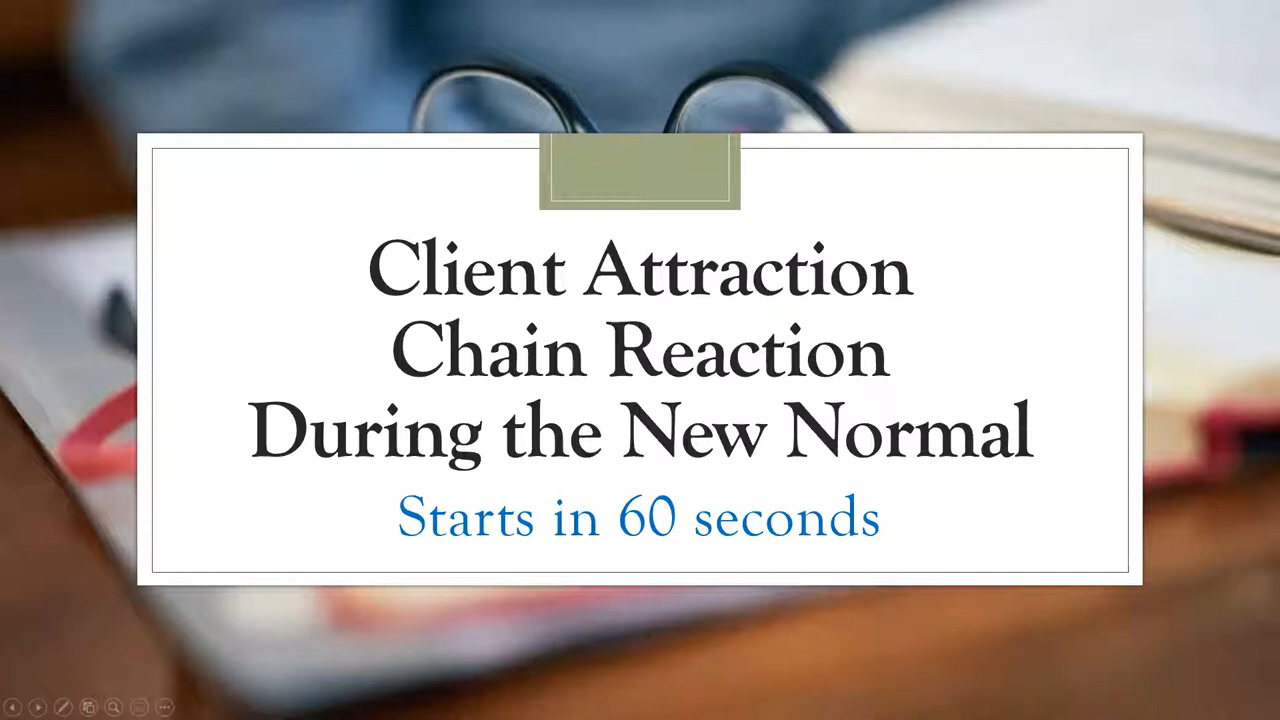 Client Attraction
Chain Reaction
During the New Normal
Starts in 60 seconds